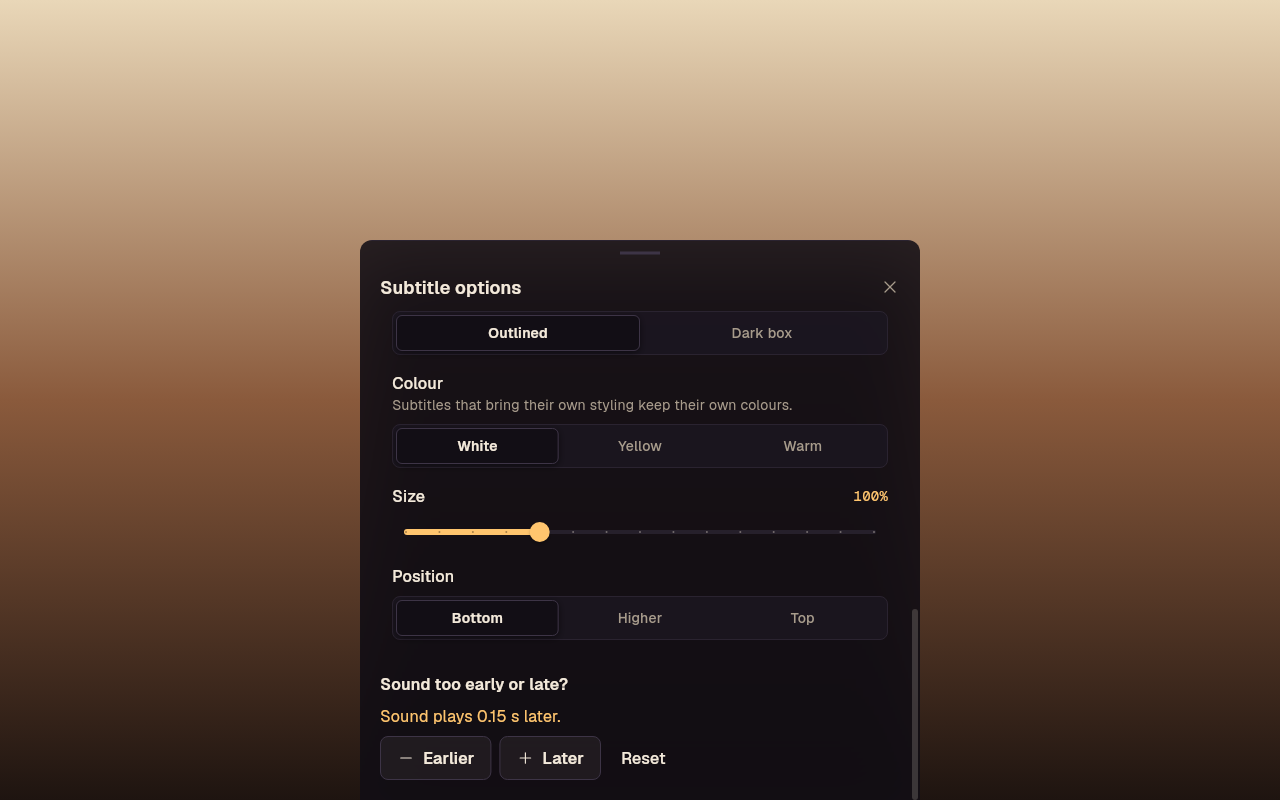 Subtitle options
Outlined
Dark box
Colour
Subtitles that bring their own styling keep their own colours.
White
Yellow
Warm
Size
100%
Position
Bottom
Higher
Top
Sound too early or late?
Sound plays 0.15 s later.
Earlier
Later
Reset